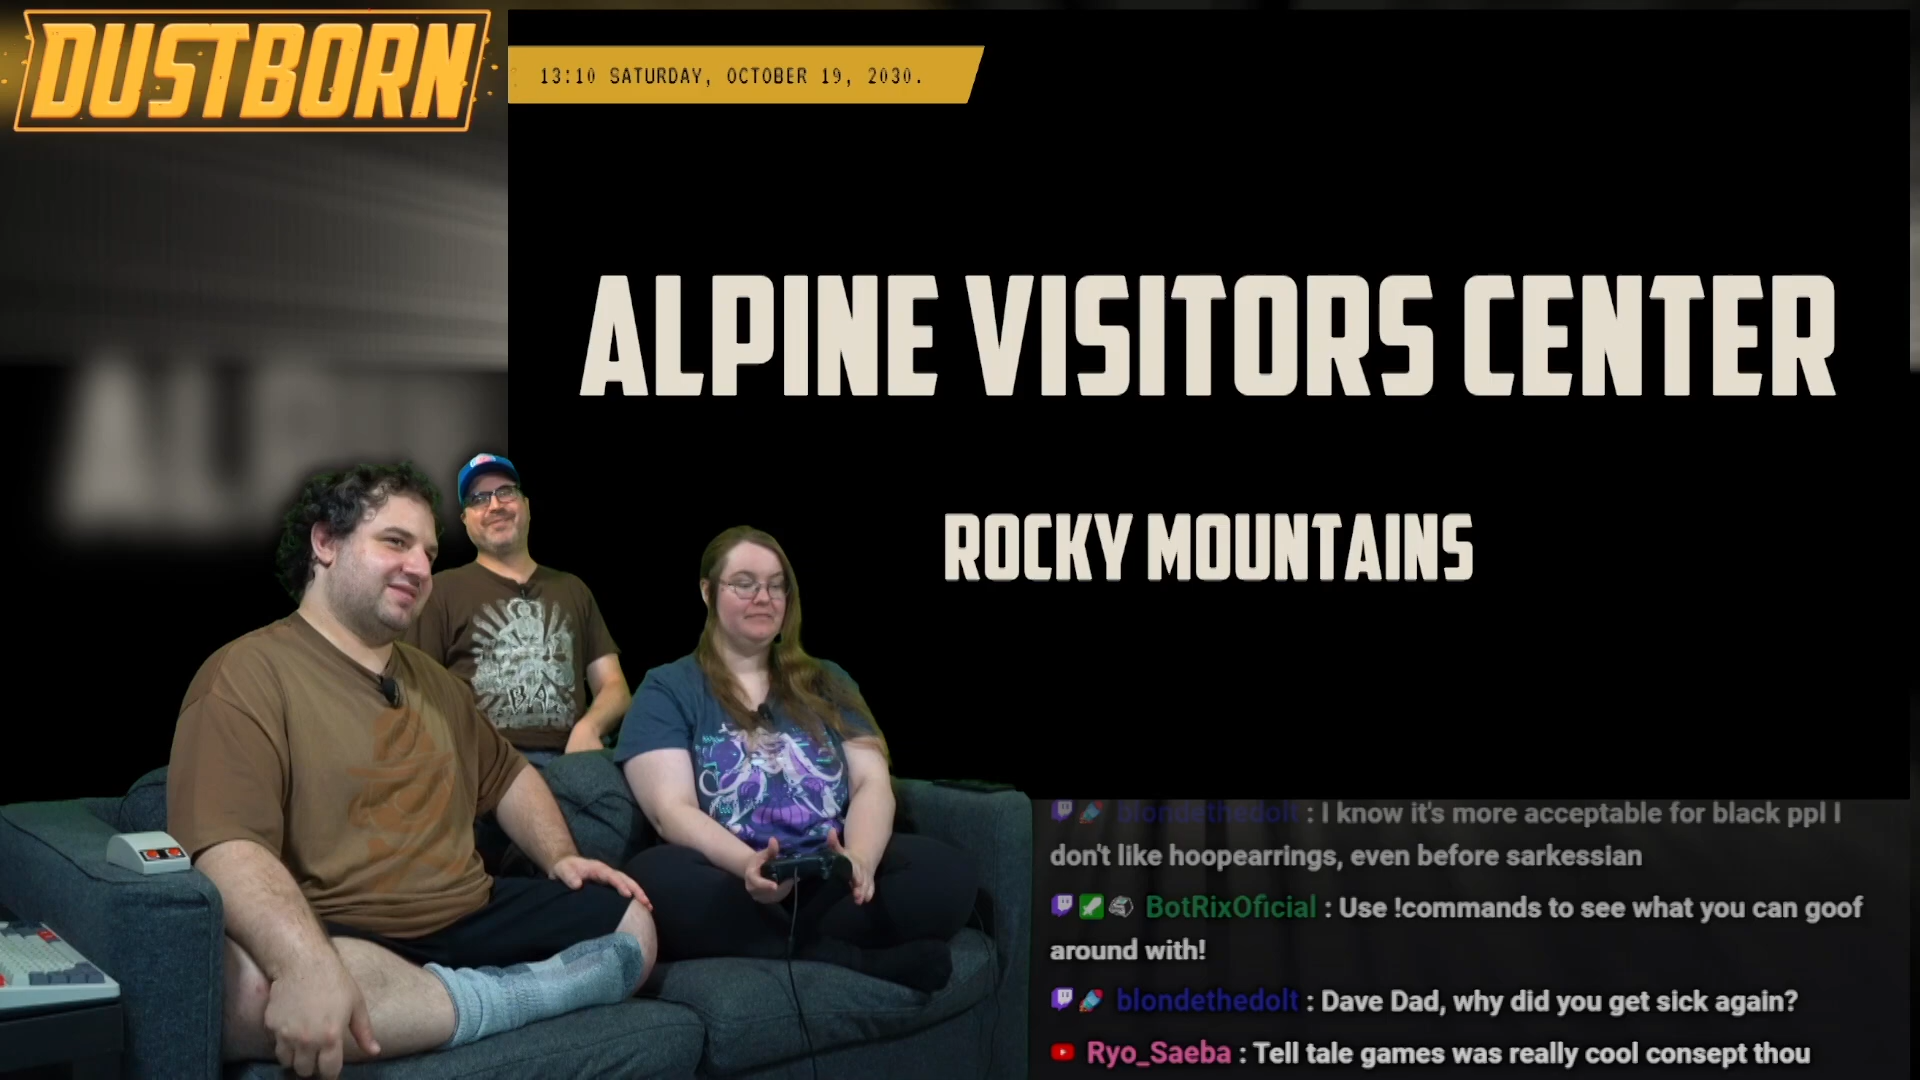 DUSTBORN
13:10 SATURDAY, OCTOBER 19, 2030.
ALPINE VISITORS CENTER
ROCKY MOUNTAINS
blondethedolt : I know it's more acceptable for black ppl I
don't like hoopearrings, even before sarkessian
BotRixOficial : Use !commands to see what you can goof
around with!
blondethedolt : Dave Dad, why did you get sick again?
Ryo_Saeba : Tell tale games was really cool consept thou